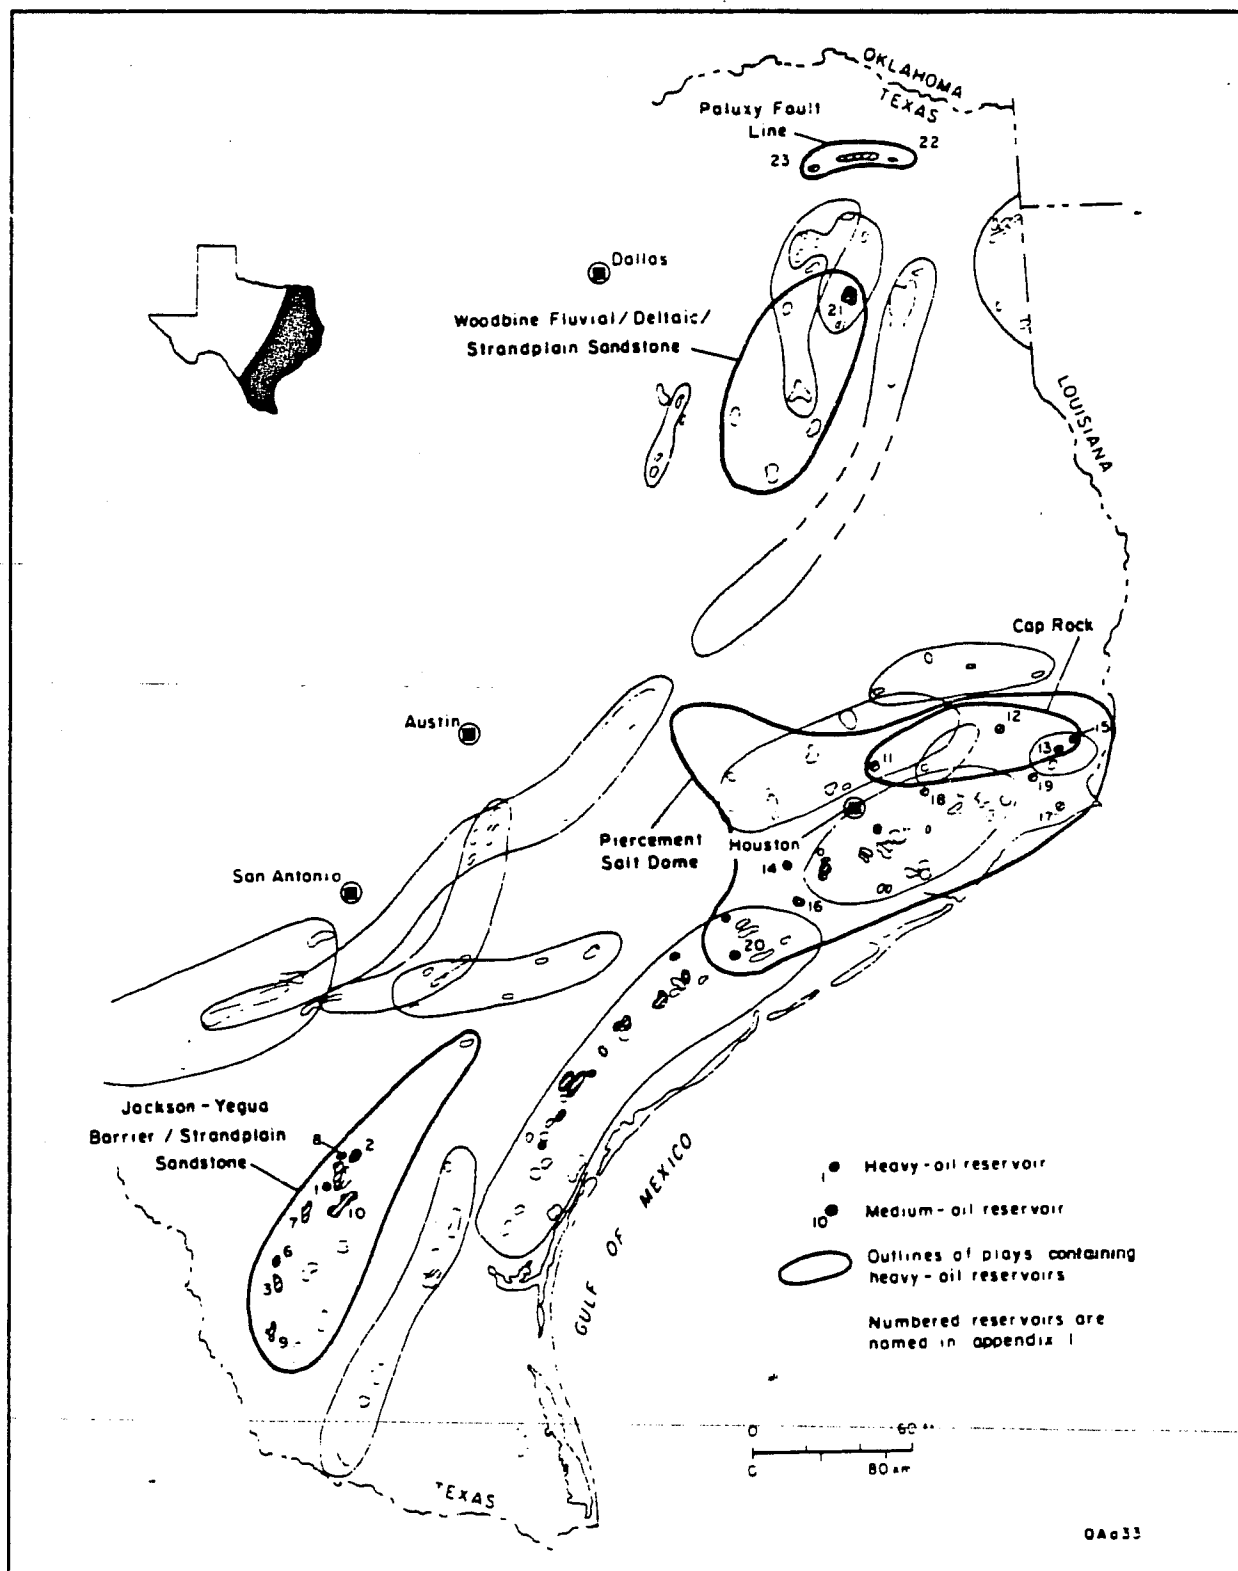 OKLAHOMA
TEXAS
Paluxy Fault
Line
22
23
Dallas
21
Woodbine Fluvial/Deltaic/
Strandplain Sandstone
LOUISIANA
Cap Rock
Austin
12
15
13
11
19
18
17
Piercement
Salt Dome
Houston
14
San Antonio
16
20
Jackson-Yegua
Barrier / Strandplain
Sandstone
8
2
1
7
10
6
3
9
GULF OF MEXICO
1 Heavy-oil reservoir
10 Medium-oil reservoir
Outlines of plays containing
heavy-oil reservoirs
Numbered reservoirs are
named in appendix 1
0 60
80
TEXAS
QAa33